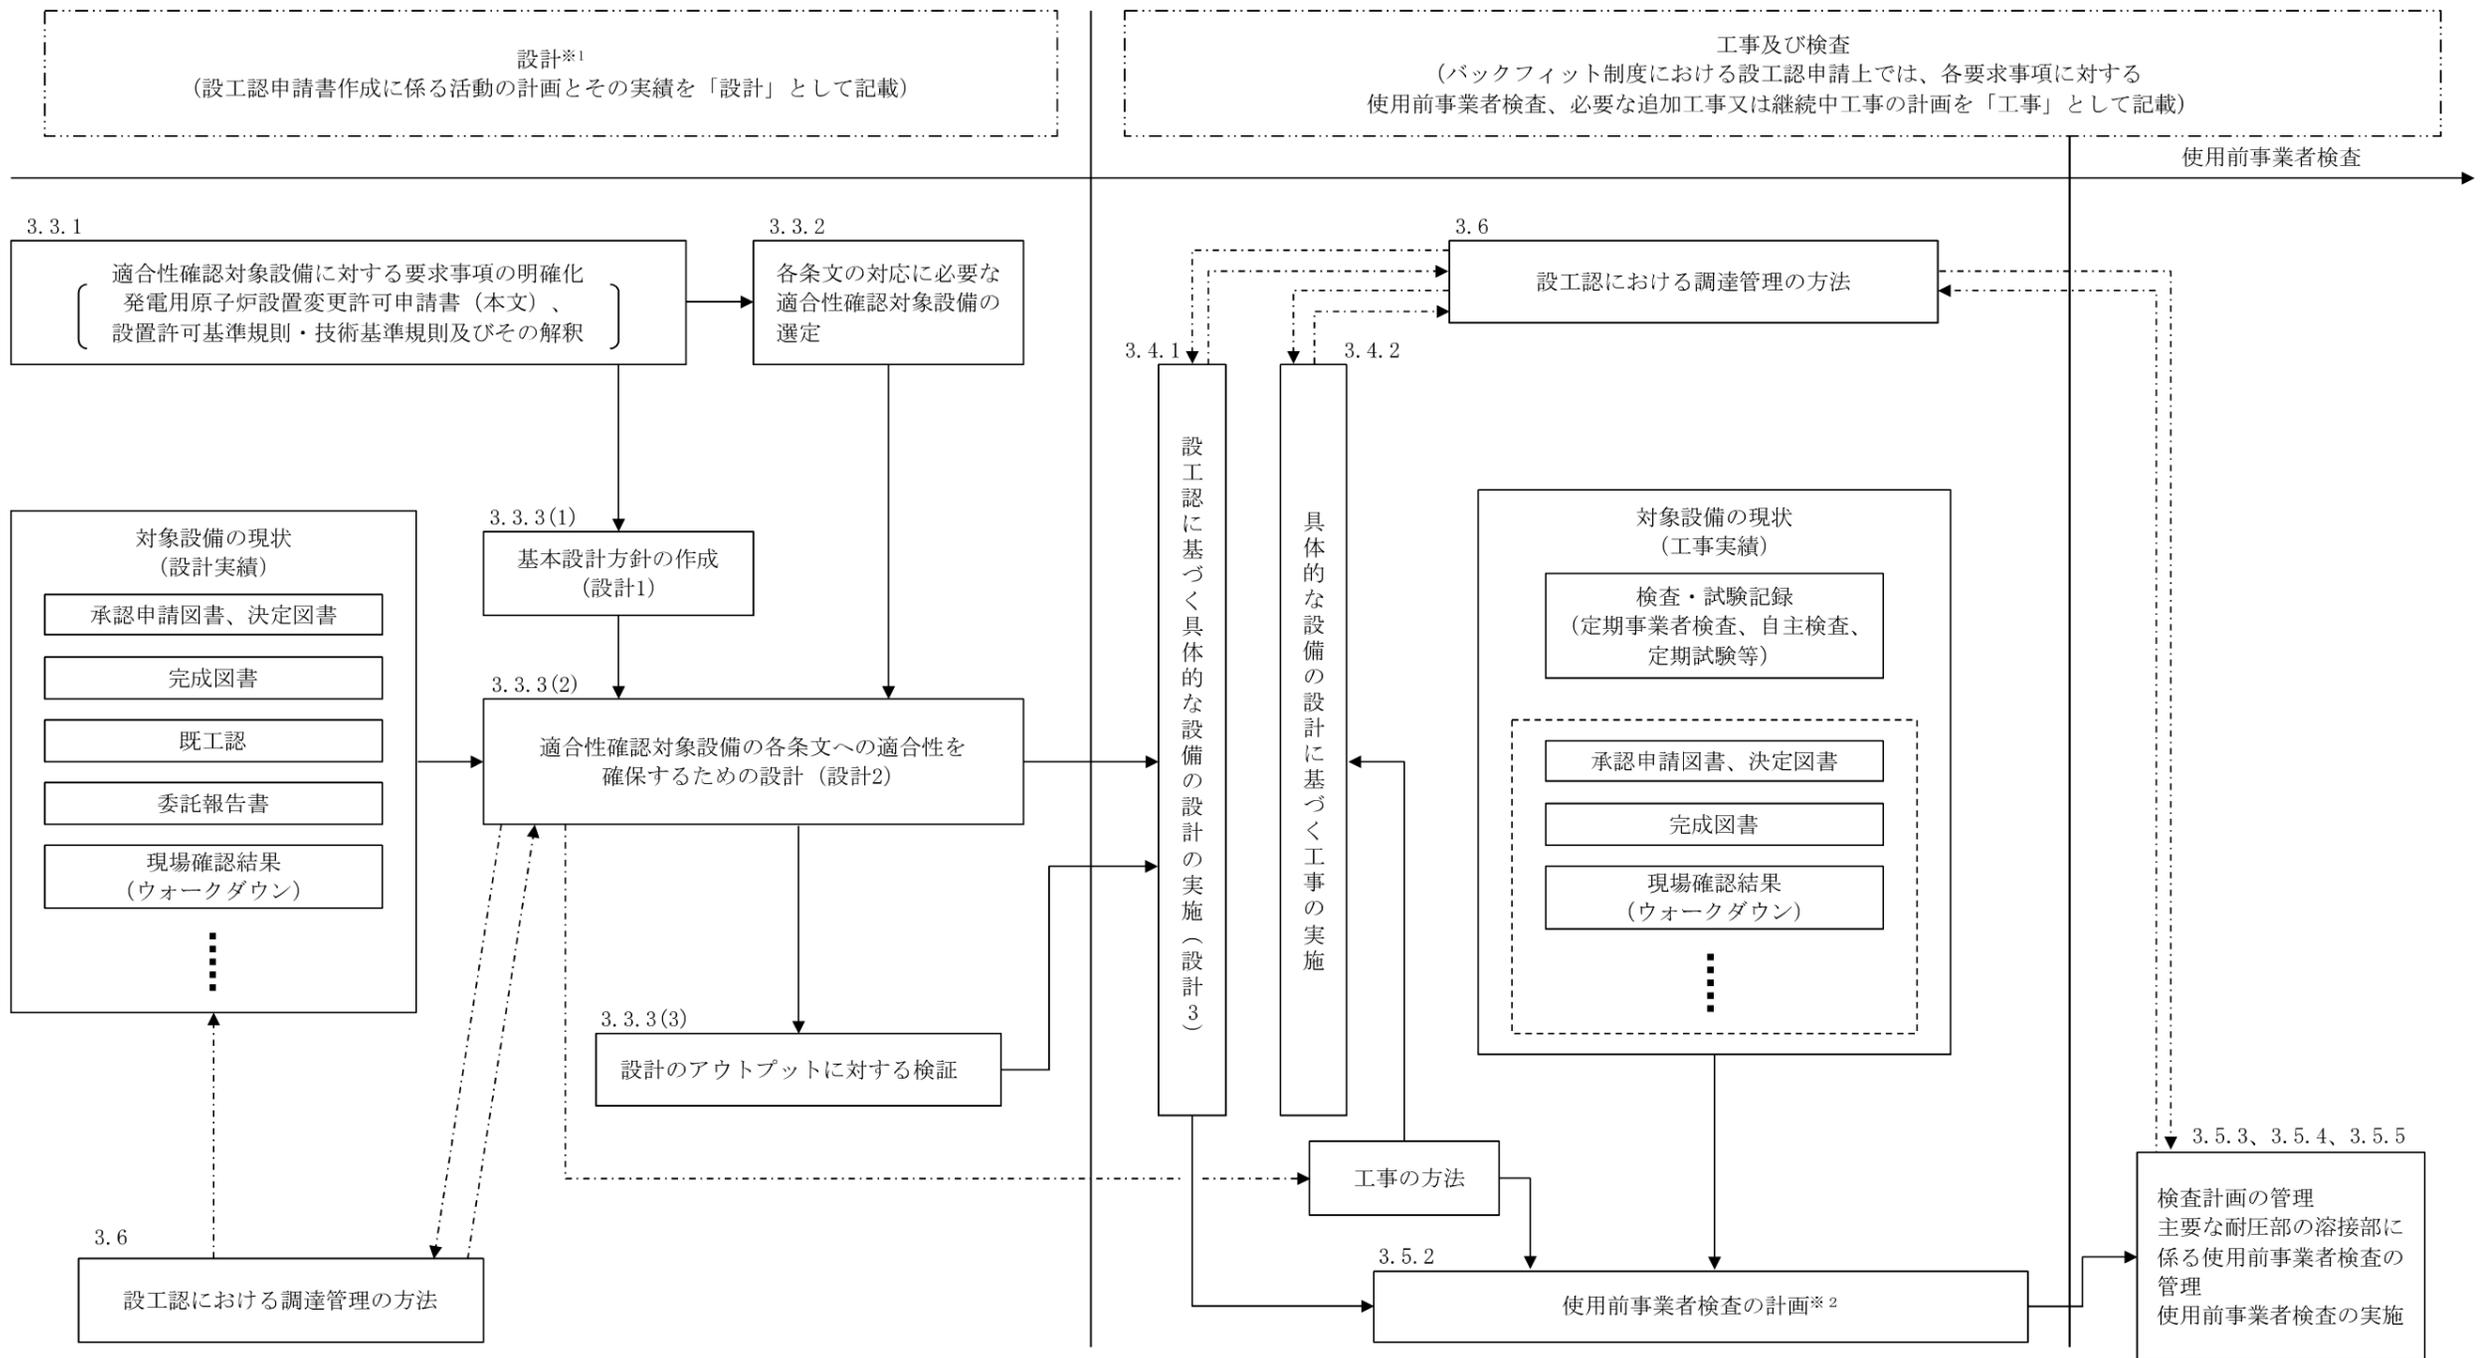 設計※1
（設工認申請書作成に係る活動の計画とその実績を「設計」として記載）
工事及び検査
（バックフィット制度における設工認申請上では、各要求事項に対する
使用前事業者検査、必要な追加工事又は継続中工事の計画を「工事」として記載）
使用前事業者検査
3.3.1
適合性確認対象設備に対する要求事項の明確化
発電用原子炉設置変更許可申請書（本文）、
設置許可基準規則・技術基準規則及びその解釈
3.3.2
各条文の対応に必要な
適合性確認対象設備の
選定
対象設備の現状
（設計実績）
承認申請図書、決定図書
完成図書
既工認
委託報告書
現場確認結果
（ウォークダウン）
3.3.3(1)
基本設計方針の作成
（設計1）
3.3.3(2)
適合性確認対象設備の各条文への適合性を
確保するための設計（設計2）
3.3.3(3)
設計のアウトプットに対する検証
3.6
設工認における調達管理の方法
3.6
設工認における調達管理の方法
3.4.1
設工認に基づく具体的な設備の設計の実施（設計3）
3.4.2
具体的な設備の設計に基づく工事の実施
対象設備の現状
（工事実績）
検査・試験記録
（定期事業者検査、自主検査、
定期試験等）
承認申請図書、決定図書
完成図書
現場確認結果
（ウォークダウン）
工事の方法
3.5.2
使用前事業者検査の計画※2
3.5.3、3.5.4、3.5.5
検査計画の管理
主要な耐圧部の溶接部に
係る使用前事業者検査の
管理
使用前事業者検査の実施